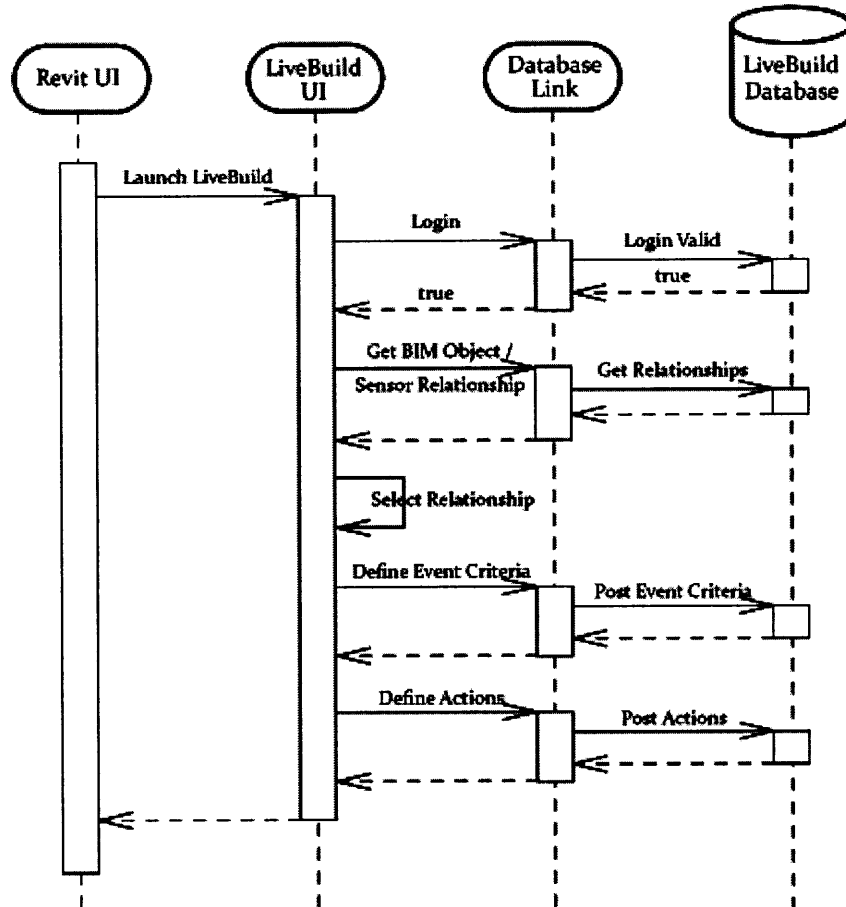 Revit UI
LiveBuild
UI
Database
Link
LiveBuild
Database
Launch LiveBuild
Login
Login Valid
true
true
Get BIM Object /
Sensor Relationship
Get Relationships
Select Relationship
Define Event Criteria
Post Event Criteria
Define Actions
Post Actions